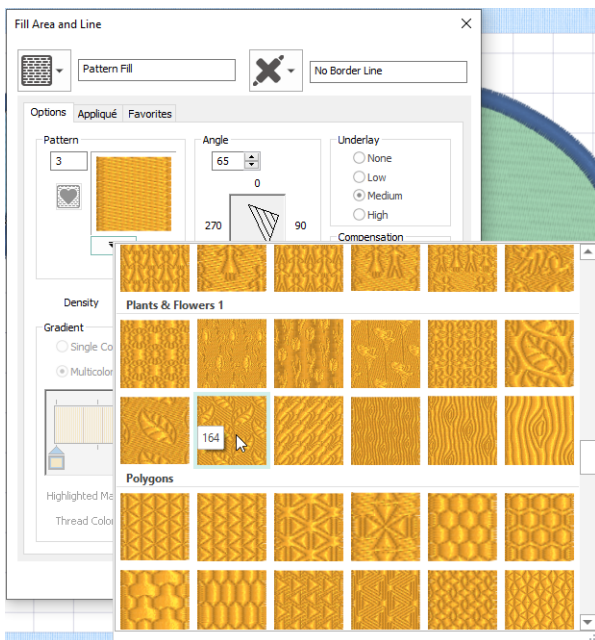 Fill Area and Line
Pattern Fill
No Border Line
Options Appliqué Favorites
Pattern Angle Underlay
3 65 None
0 Low
Medium
270 90 High
Compensation
Density
Plants & Flowers 1
Gradient
Single Co
Multicolor
164
Polygons
Highlighted Ma
Thread Color